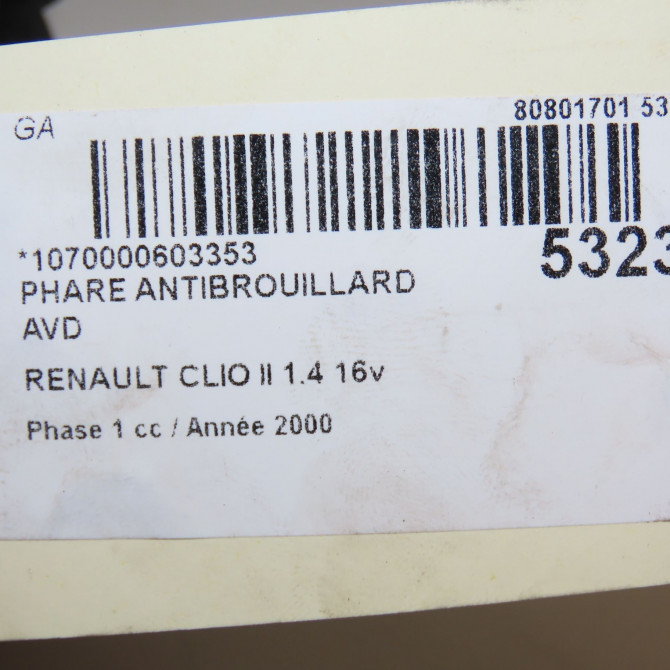 GA
80801701 53
*1070000603353
5323
PHARE ANTIBROUILLARD
AVD
RENAULT CLIO II 1.4 16v
Phase 1 cc / Année 2000